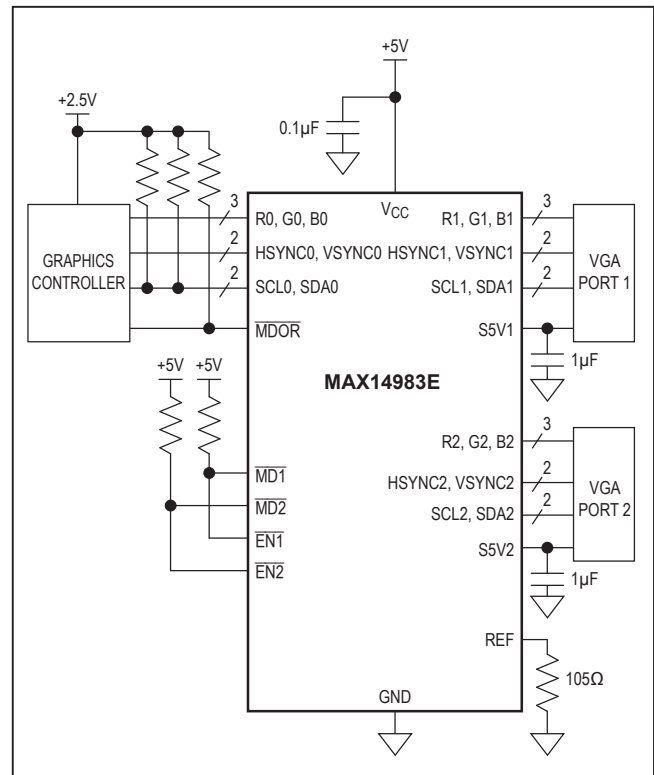 +5V
+2.5V
0.1µF
VCC
GRAPHICS
CONTROLLER
3
R0, G0, B0
2
HSYNC0, VSYNC0
2
SCL0, SDA0
MDOR
R1, G1, B1
3
HSYNC1, VSYNC1
2
SCL1, SDA1
2
S5V1
VGA
PORT 1
1µF
MAX14983E
+5V
+5V
MD1
MD2
EN1
EN2
R2, G2, B2
3
HSYNC2, VSYNC2
2
SCL2, SDA2
2
S5V2
VGA
PORT 2
1µF
REF
105Ω
GND